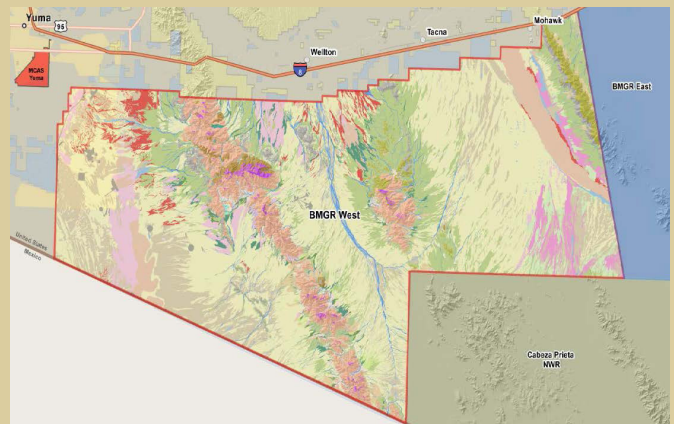 Yuma
95
MCAS
Yuma
Wellton
8
Tacna
Mohawk
BMGR East
BMGR West
United States
Mexico
Cabeza Prieta
NWR